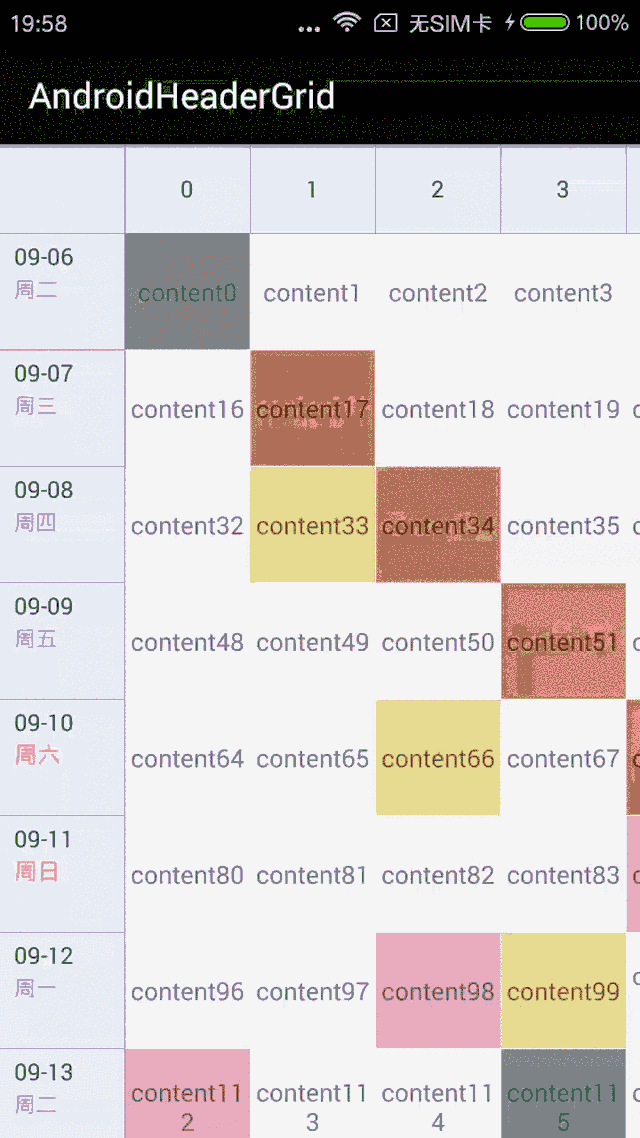 19:58 ... 无SIM卡 100%
AndroidHeaderGrid
0 1 2 3
09-06
周二
content0 content1 content2 content3
09-07
周三
content16 content17 content18 content19 c
09-08
周四
content32 content33 content34 content35 c
09-09
周五
content48 content49 content50 content51 c
09-10
周六
content64 content65 content66 content67 c
09-11
周日
content80 content81 content82 content83 c
09-12
周一
content96 content97 content98 content99 c
09-13
周二
content112 content113 content114 content115 c